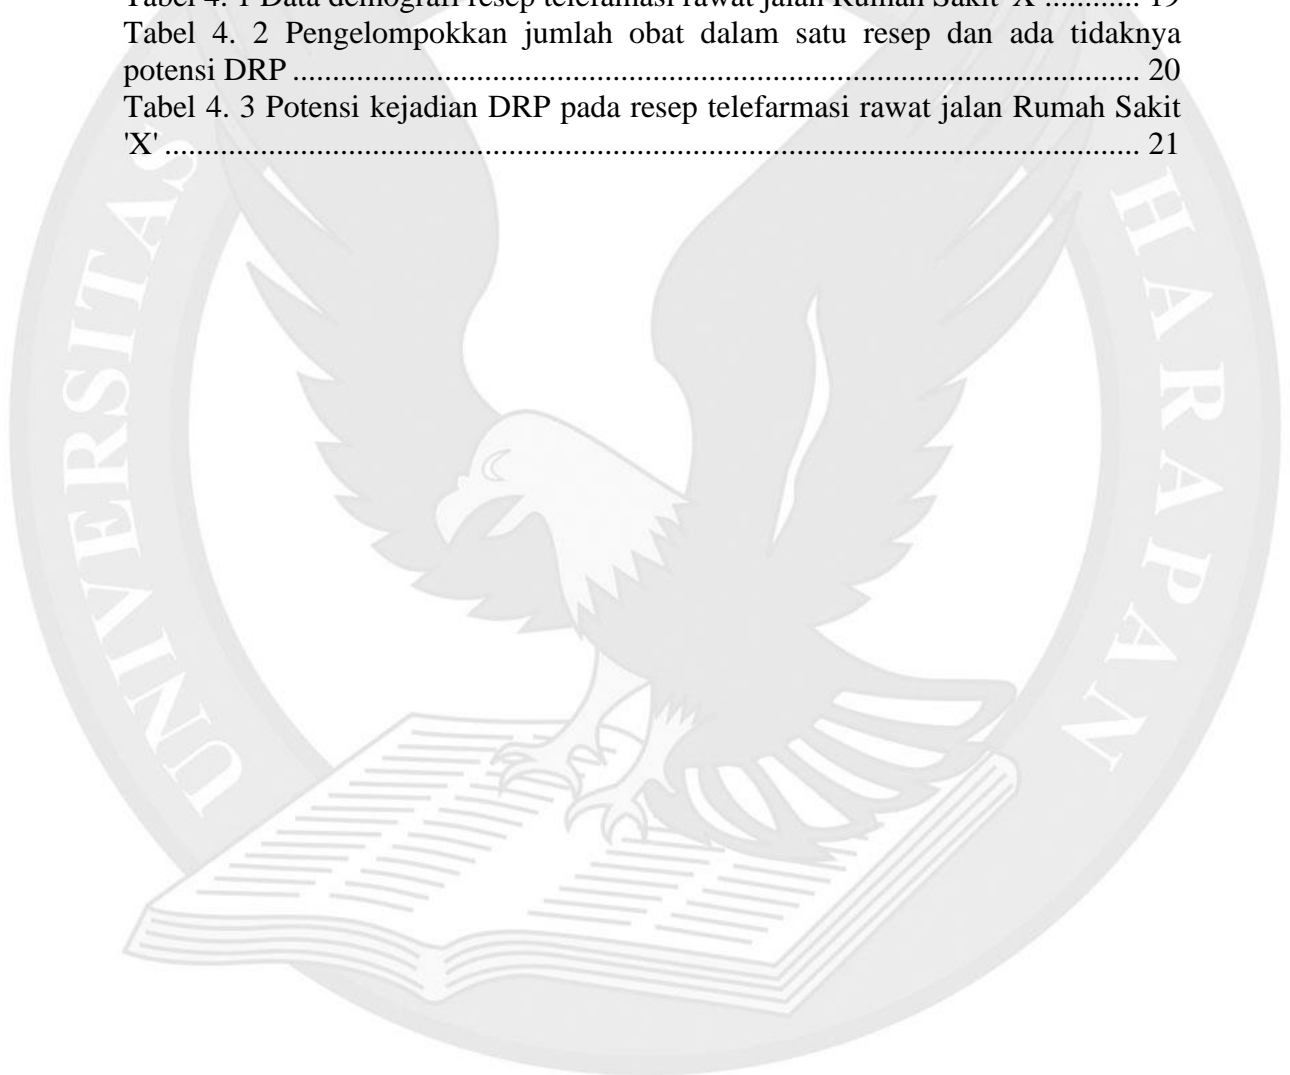 Tabel 4. 1 Data demografi resep telefarmasi rawat jalan Rumah Sakit 'X' ............ 19
Tabel 4. 2 Pengelompokkan jumlah obat dalam satu resep dan ada tidaknya
potensi DRP ......................................................................................... 20
Tabel 4. 3 Potensi kejadian DRP pada resep telefarmasi rawat jalan Rumah Sakit
'X' ....................................................................................................... 21
UNIVERSITAS
HARAPAN